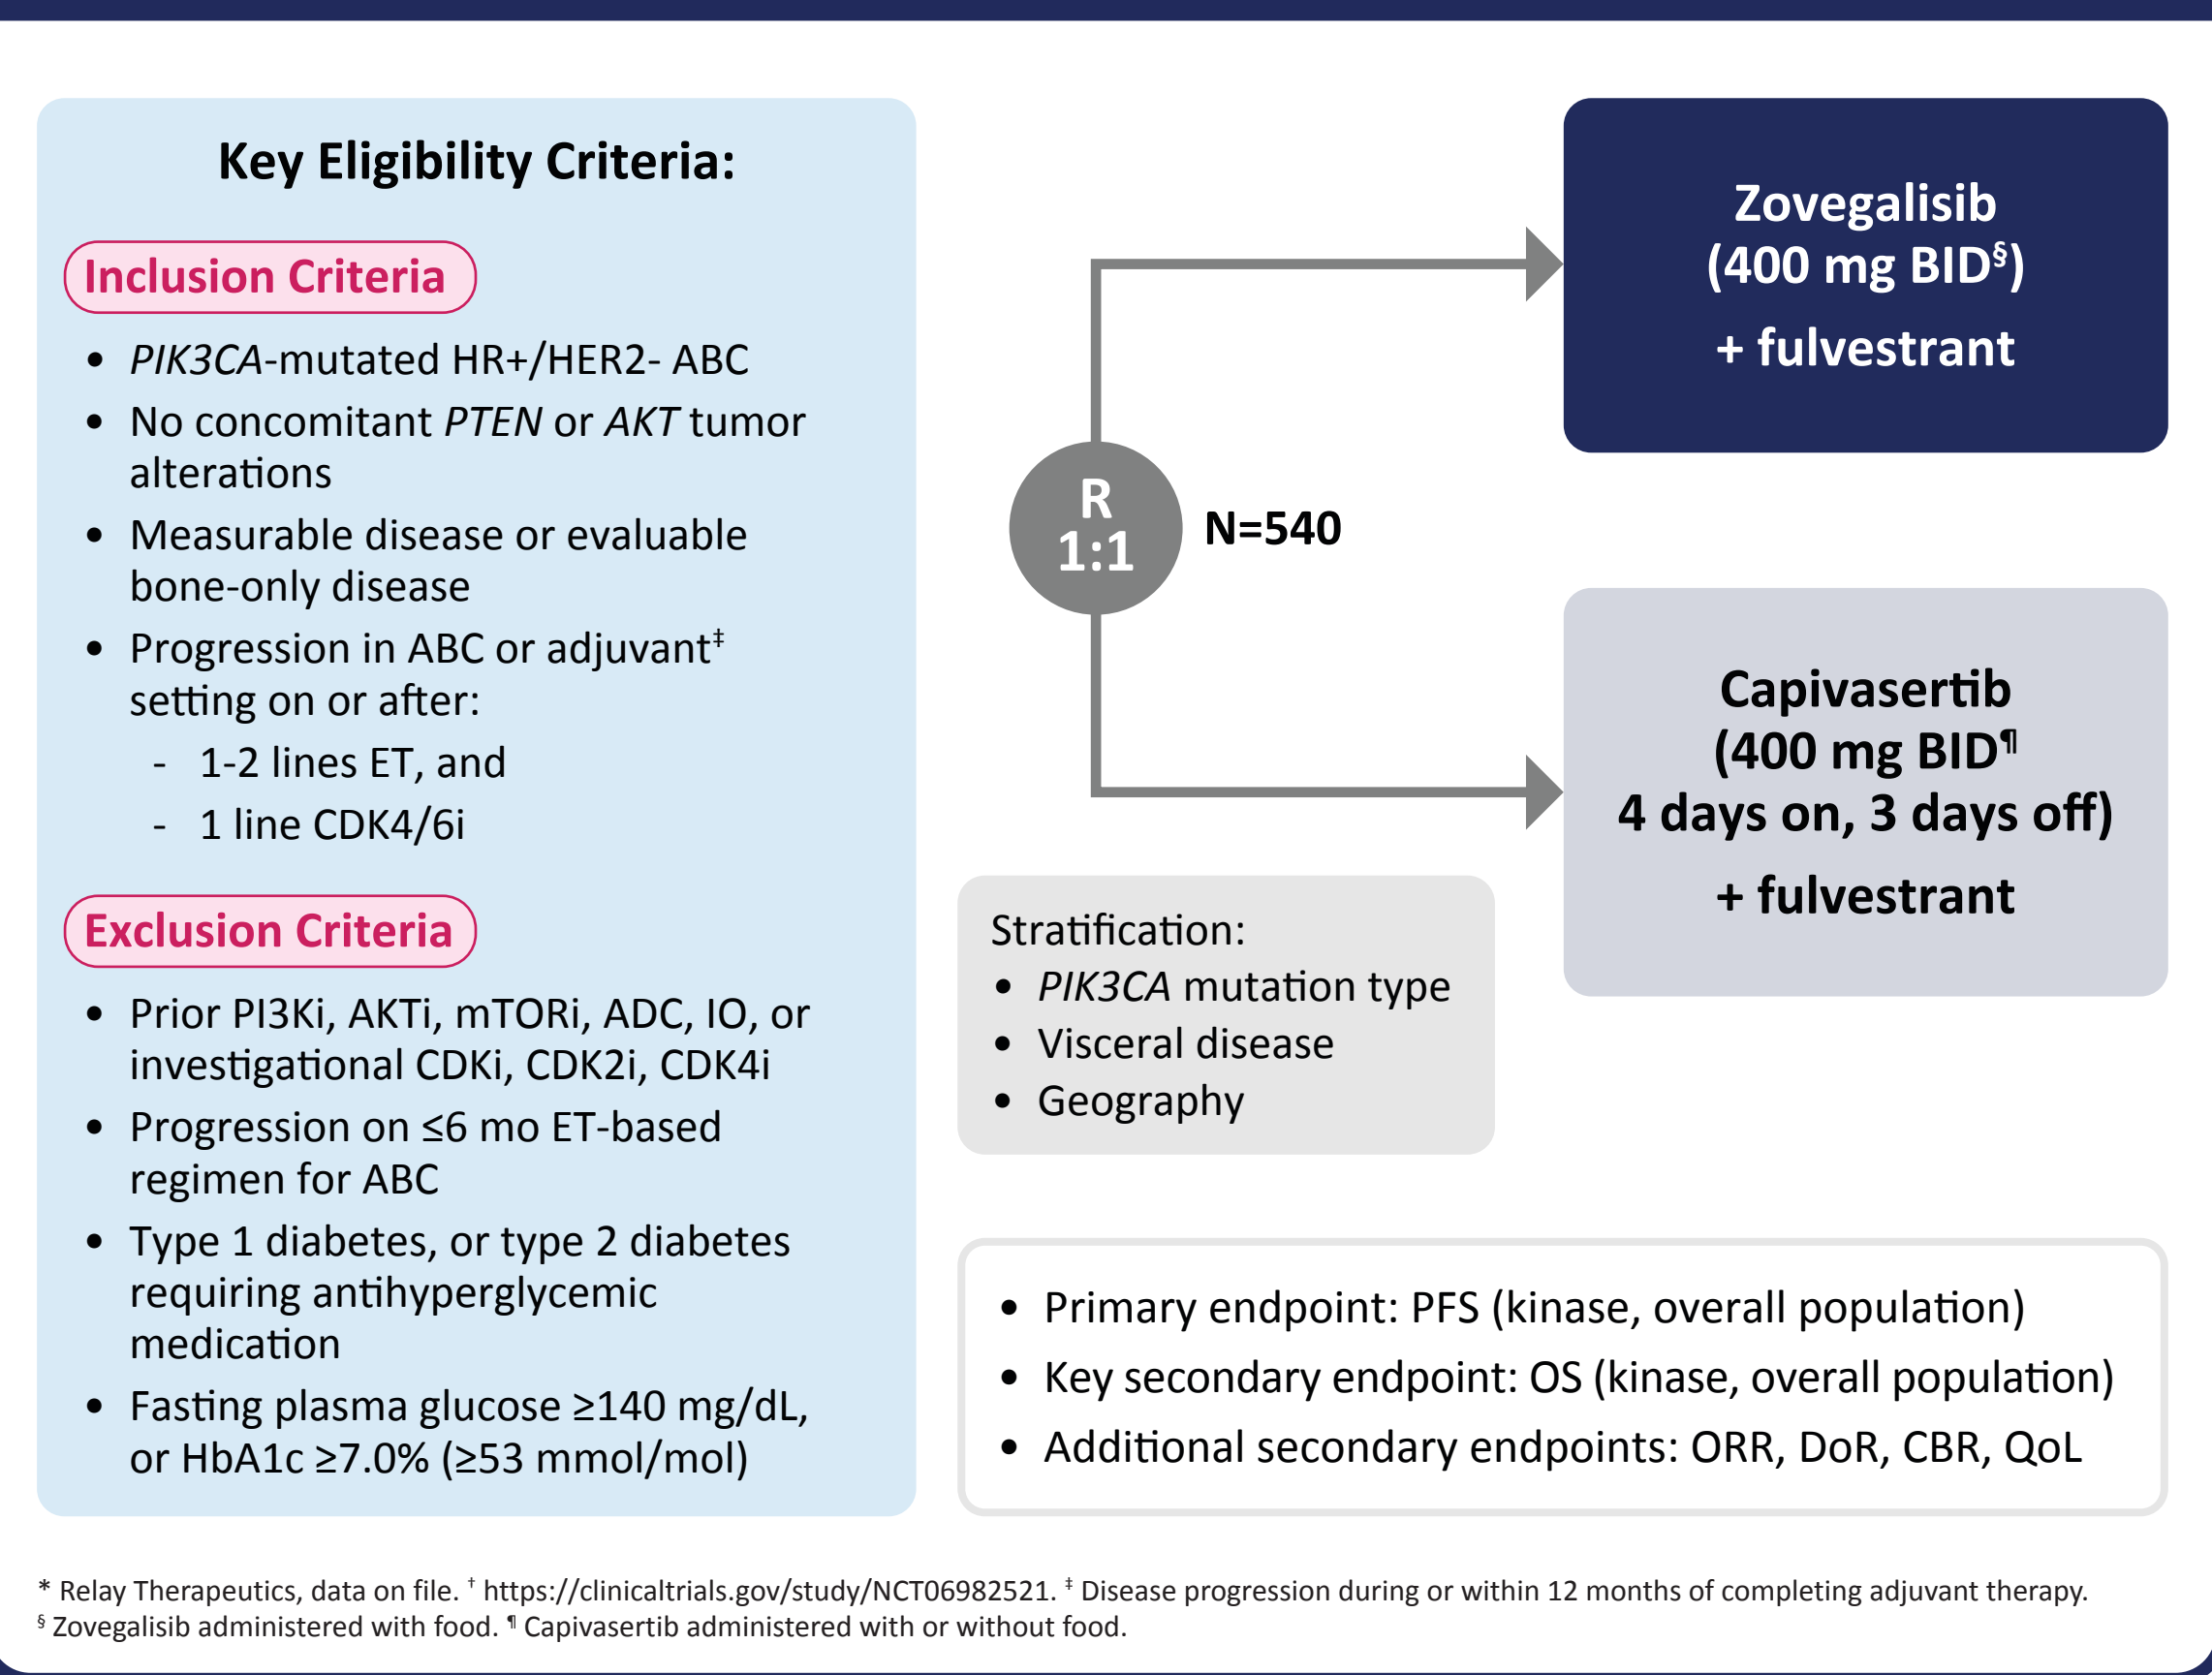 Key Eligibility Criteria:
Inclusion Criteria
• PIK3CA-mutated HR+/HER2- ABC
• No concomitant PTEN or AKT tumor
alterations
• Measurable disease or evaluable
bone-only disease
• Progression in ABC or adjuvant‡
setting on or after:
- 1-2 lines ET, and
- 1 line CDK4/6i
Exclusion Criteria
• Prior PI3Ki, AKTi, mTORi, ADC, IO, or
investigational CDKi, CDK2i, CDK4i
• Progression on ≤6 mo ET-based
regimen for ABC
• Type 1 diabetes, or type 2 diabetes
requiring antihyperglycemic
medication
• Fasting plasma glucose ≥140 mg/dL,
or HbA1c ≥7.0% (≥53 mmol/mol)
R
1:1
N=540
Zovegalisib
(400 mg BID§)
+ fulvestrant
Capivasertib
(400 mg BID¶
4 days on, 3 days off)
+ fulvestrant
Stratification:
• PIK3CA mutation type
• Visceral disease
• Geography
• Primary endpoint: PFS (kinase, overall population)
• Key secondary endpoint: OS (kinase, overall population)
• Additional secondary endpoints: ORR, DoR, CBR, QoL
* Relay Therapeutics, data on file. † https://clinicaltrials.gov/study/NCT06982521. ‡ Disease progression during or within 12 months of completing adjuvant therapy.
§ Zovegalisib administered with food. ¶ Capivasertib administered with or without food.